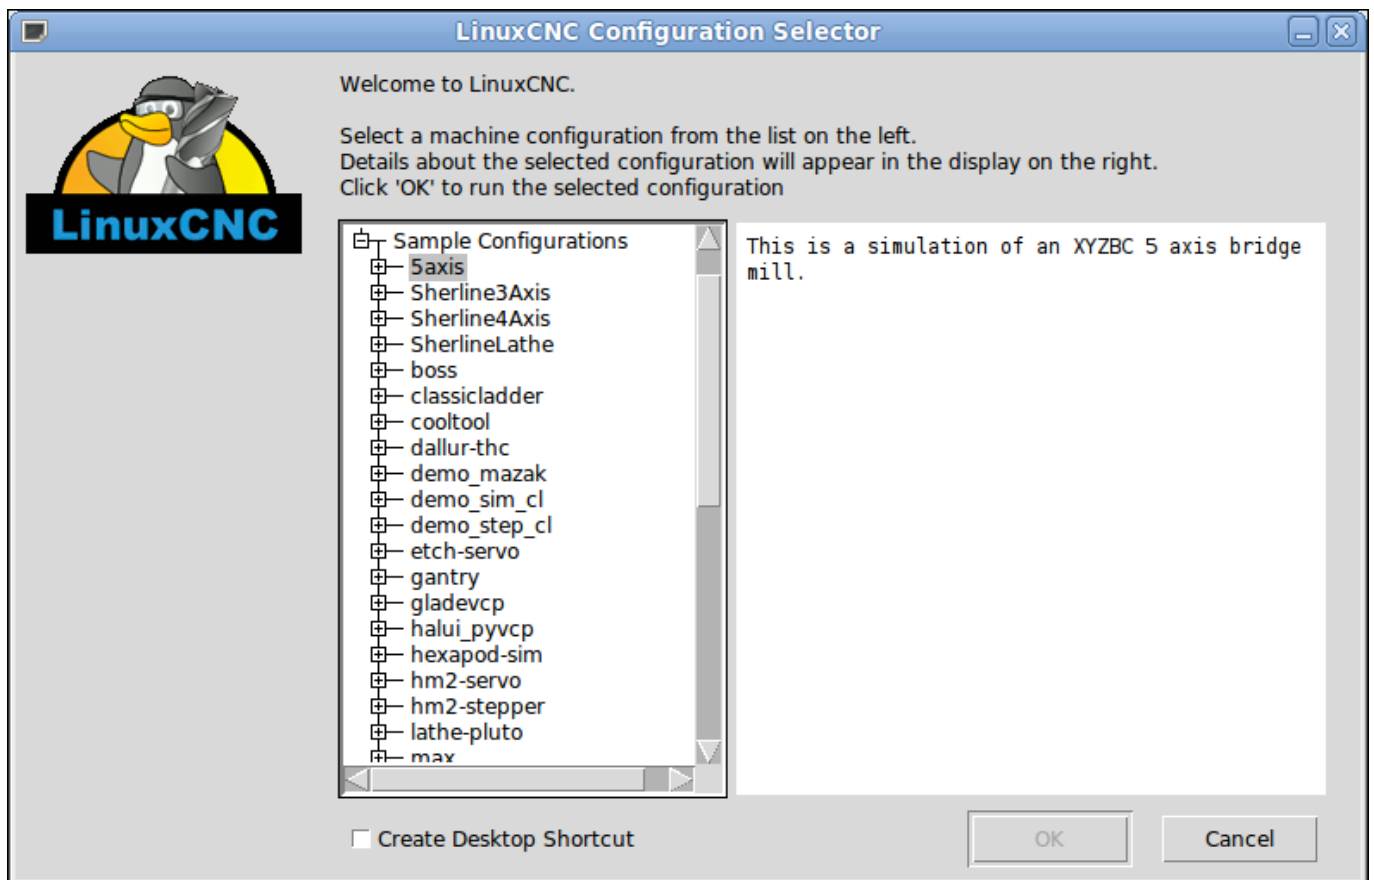 LinuxCNC Configuration Selector
LinuxCNC
Welcome to LinuxCNC.
Select a machine configuration from the list on the left.
Details about the selected configuration will appear in the display on the right.
Click 'OK' to run the selected configuration
Sample Configurations
5axis
Sherline3Axis
Sherline4Axis
SherlineLathe
boss
classicladder
cooltool
dallur-thc
demo_mazak
demo_sim_cl
demo_step_cl
etch-servo
gantry
gladevcp
halui_pyvcp
hexapod-sim
hm2-servo
hm2-stepper
lathe-pluto
max
This is a simulation of an XYZBC 5 axis bridge
mill.
Create Desktop Shortcut
OK
Cancel